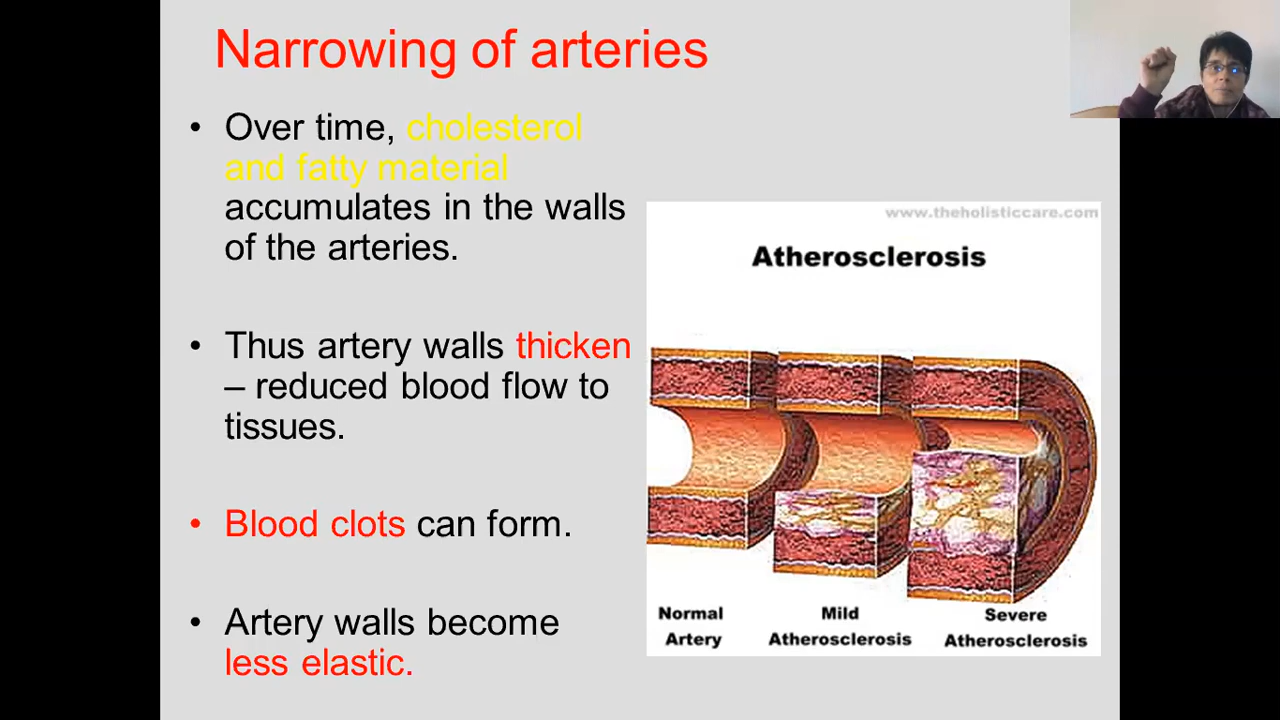 Narrowing of arteries
• Over time, cholesterol
and fatty material
accumulates in the walls
of the arteries.
• Thus artery walls thicken
– reduced blood flow to
tissues.
• Blood clots can form.
• Artery walls become
less elastic.
www.theholisticcare.com
Atherosclerosis
Normal
Artery
Mild
Atherosclerosis
Severe
Atherosclerosis